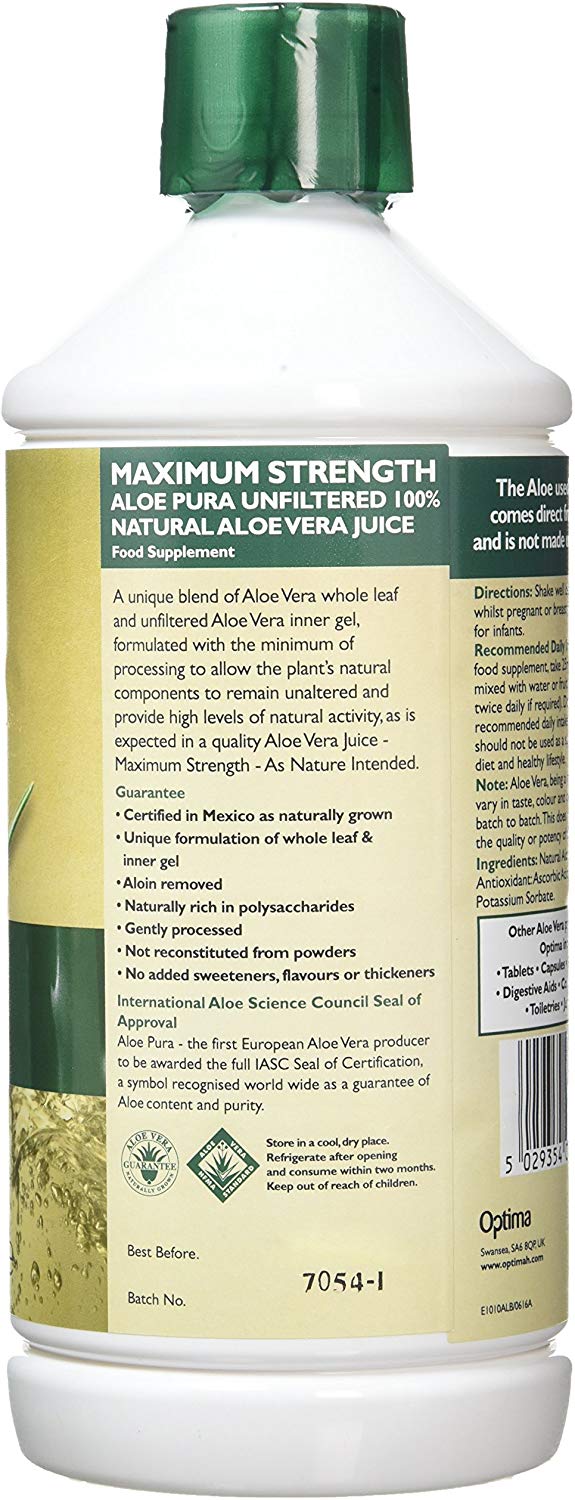 MAXIMUM STRENGTH
ALOE PURA UNFILTERED 100%
NATURAL ALOE VERA JUICE
Food Supplement
A unique blend of Aloe Vera whole leaf
and unfiltered Aloe Vera inner gel,
formulated with the minimum of
processing to allow the plant's natural
components to remain unaltered and
provide high levels of natural activity, as is
expected in a quality Aloe Vera Juice -
Maximum Strength - As Nature Intended.
Guarantee
• Certified in Mexico as naturally grown
• Unique formulation of whole leaf &
inner gel
• Aloin removed
• Naturally rich in polysaccharides
• Gently processed
• Not reconstituted from powders
• No added sweeteners, flavours or thickeners
International Aloe Science Council Seal of
Approval
Aloe Pura - the first European Aloe Vera producer
to be awarded the full IASC Seal of Certification,
a symbol recognised world wide as a guarantee of
Aloe content and purity.
ALOE VERA
GUARANTEE
NATURALLY GROWN
ALOE VERA
STANDARD
Store in a cool, dry place.
Refrigerate after opening
and consume within two months.
Keep out of reach of children.
Best Before.
7054-1
Batch No.
The Aloe used
comes direct
and is not made
Directions: Shake well
whilst pregnant or
for infants.
Recommended Daily
food supplement, take
mixed with water or
twice daily if required).
recommended daily
should not be used as a
diet and healthy lifestyle.
Note: Aloe Vera, being
vary in taste, colour and
batch to batch. This does
the quality or potency
Ingredients: Natural
Antioxidant: Ascorbic
Potassium Sorbate.
Other Aloe Vera
Optima
• Tablets • Capsules
• Digestive Aids •
• Toiletries •
5 029354
Optima
Swansea, SA6 8QP, UK
www.optimah.com
E1010ALB/0616A